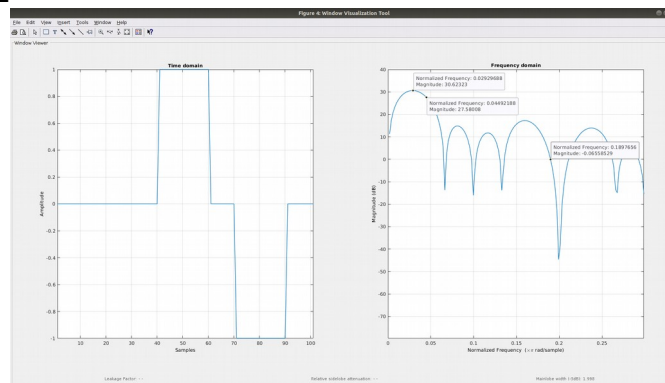 Figure 4: Window Visualization Tool
File Edit View Insert Tools Window Help
Window Viewer
Time domain
1
0.8
0.6
0.4
0.2
0
-0.2
-0.4
-0.6
-0.8
-1
Amplitude
10 20 30 40 50 60 70 80 90 100
Samples
Frequency domain
40
30
20
10
0
-10
-20
-30
-40
-50
-60
-70
Magnitude (dB)
Normalized Frequency: 0.02929688
Magnitude: 30.62323
Normalized Frequency: 0.04492188
Magnitude: 27.58008
Normalized Frequency: 0.1897656
Magnitude: -0.06558529
0 0.05 0.1 0.15 0.2 0.25
Normalized Frequency (×π rad/sample)
Leakage Factor: --
Relative sidelobe attenuation: --
Mainlobe width (-3dB):